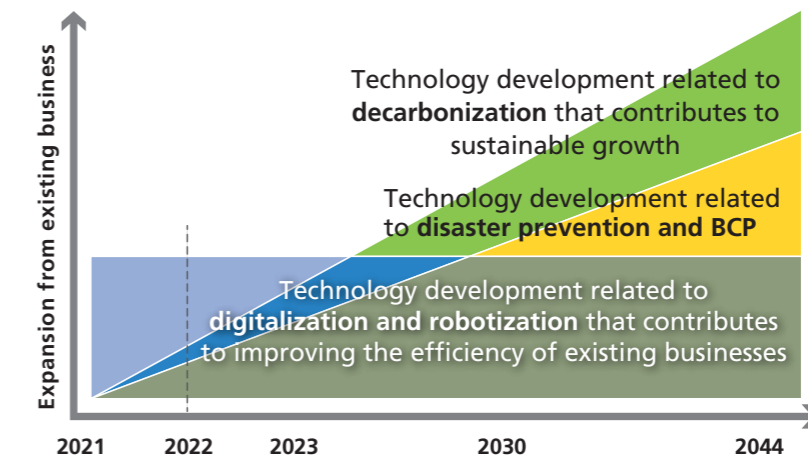 Expansion from existing business
Technology development related to
decarbonization that contributes to
sustainable growth
Technology development related
to disaster prevention and BCP
Technology development related to
digitalization and robotization that contributes
to improving the efficiency of existing businesses
2021 2022 2023 2030 2044